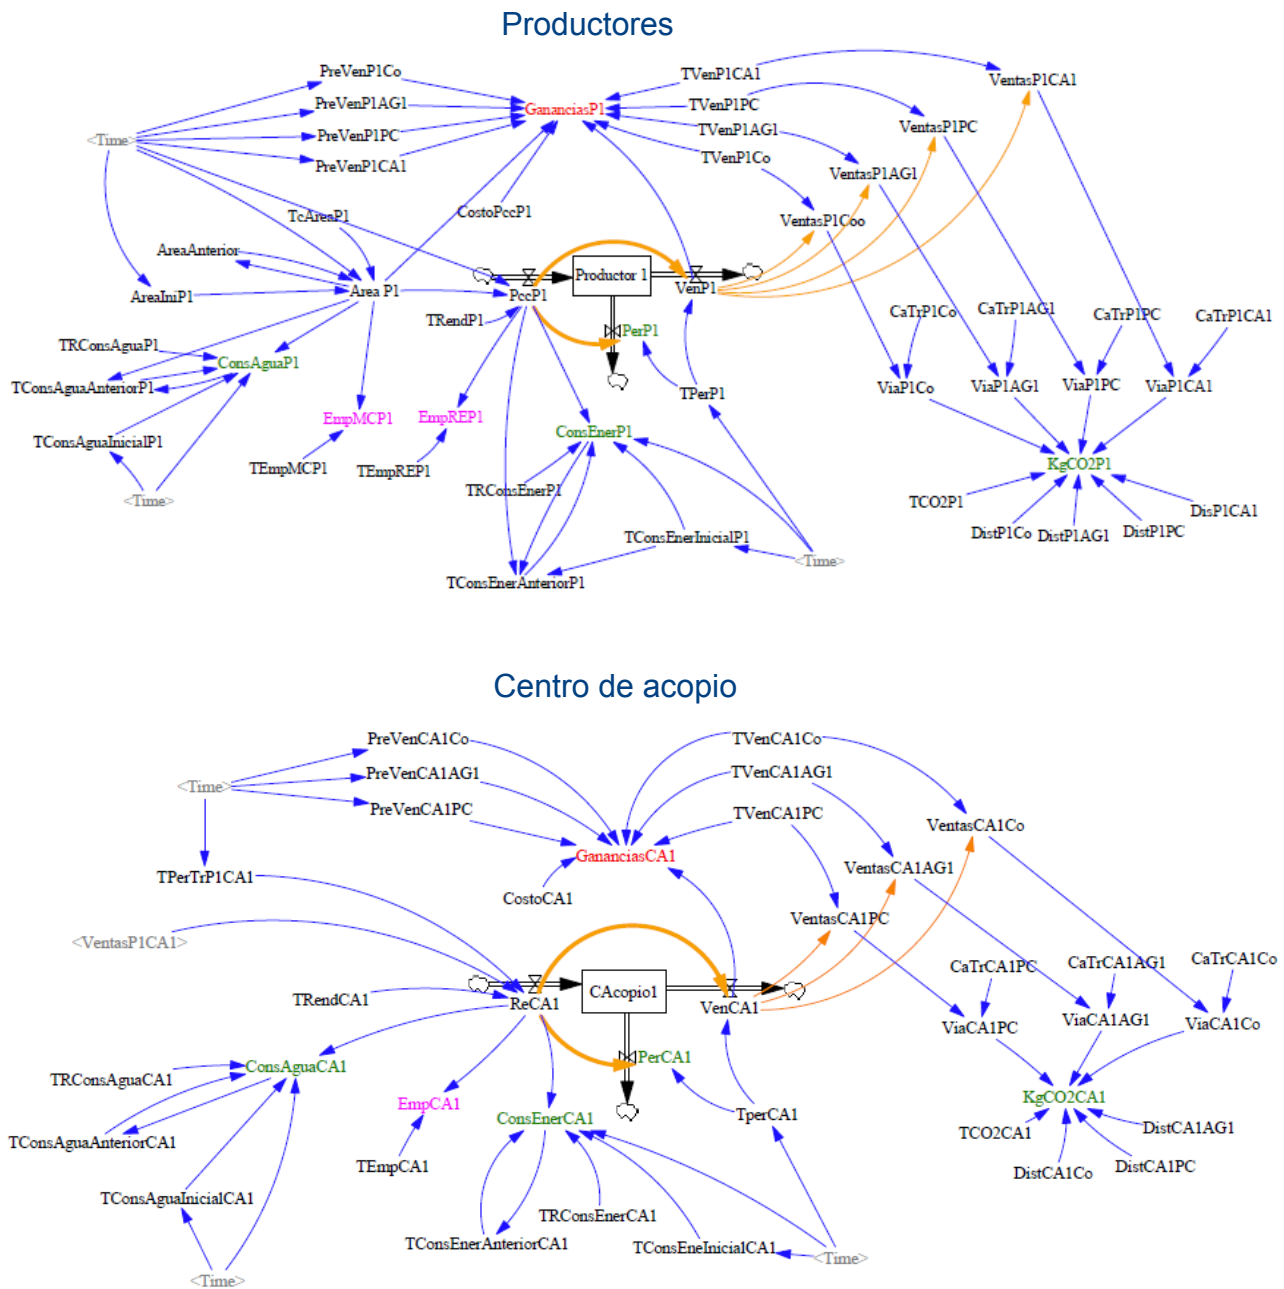 Productores
PreVenP1Co
TVenP1CA1
VentasP1CA1
PreVenP1AG1
GananciasP1
TVenP1PC
VentasP1PC
<Time>
PreVenP1PC
TVenP1AG1
PreVenP1CA1
TVenP1Co
VentasP1AG1
TcAreaP1
CostoPccP1
VentasP1Coo
AreaAnterior
Productor 1
AreaIniP1
Area P1
PccP1
VenP1
TRendP1
PerP1
CaTrP1Co
CaTrP1AG1
CaTrP1PC
CaTrP1CA1
TRConsAguaP1
ConsAguaP1
TConsAguaAnteriorP1
TPerP1
ViaP1Co
ViaP1AG1
ViaP1PC
ViaP1CA1
EmpMCP1
EmpREP1
ConsEnerP1
TConsAguaInicialP1
TEmpMCP1
TEmpREP1
KgCO2P1
TRConsEnerP1
TCO2P1
DisP1CA1
<Time>
DistP1Co
DistP1AG1
DistP1PC
TConsEnerInicialP1
<Time>
TConsEnerAnteriorP1
Centro de acopio
PreVenCA1Co
TVenCA1Co
PreVenCA1AG1
TVenCA1AG1
<Time>
PreVenCA1PC
TVenCA1PC
VentasCA1Co
GananciasCA1
TPerTrP1CA1
VentasCA1AG1
CostoCA1
VentasCA1PC
<VentasP1CA1>
CaTrCA1PC
CaTrCA1AG1
CaTrCA1Co
TRendCA1
ReCA1
CAcopio1
VenCA1
ViaCA1PC
ViaCA1AG1
ViaCA1Co
ConsAguaCA1
PerCA1
TRConsAguaCA1
EmpCA1
ConsEnerCA1
TperCA1
KgCO2CA1
TConsAguaAnteriorCA1
TCO2CA1
DistCA1AG1
TEmpCA1
DistCA1Co
DistCA1PC
TConsAguaInicialCA1
TRConsEnerCA1
TConsEnerAnteriorCA1
TConsEneInicialCA1
<Time>
<Time>